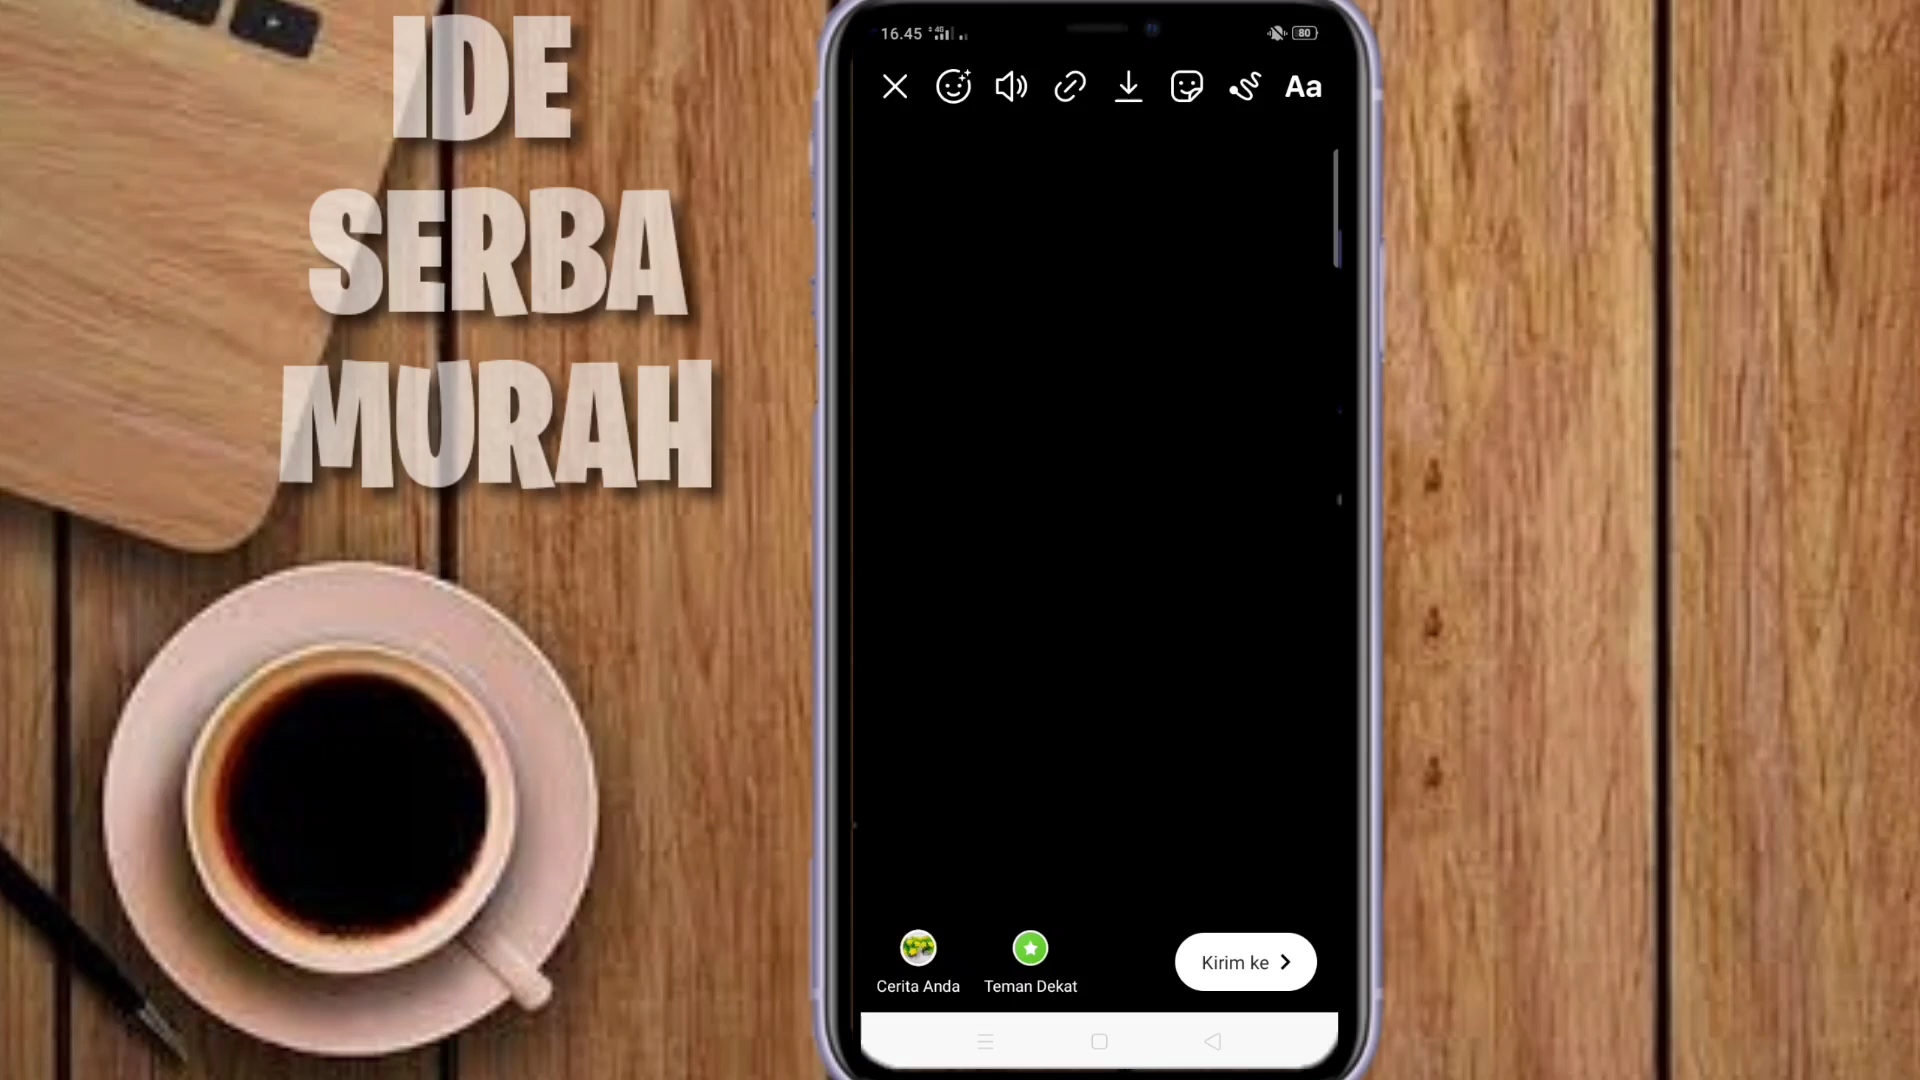 IDE
SERBA
MURAH
16.45
80
Aa
Cerita Anda
Teman Dekat
Kirim ke